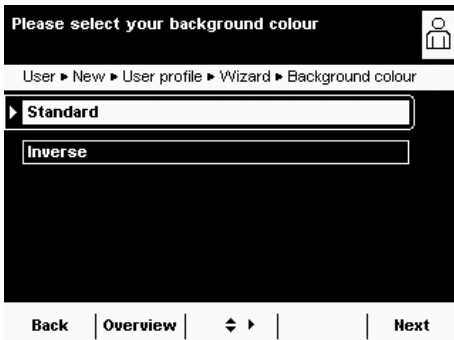 Please select your background colour
User ▸ New ▸ User profile ▸ Wizard ▸ Background colour
Standard
Inverse
Back Overview Next